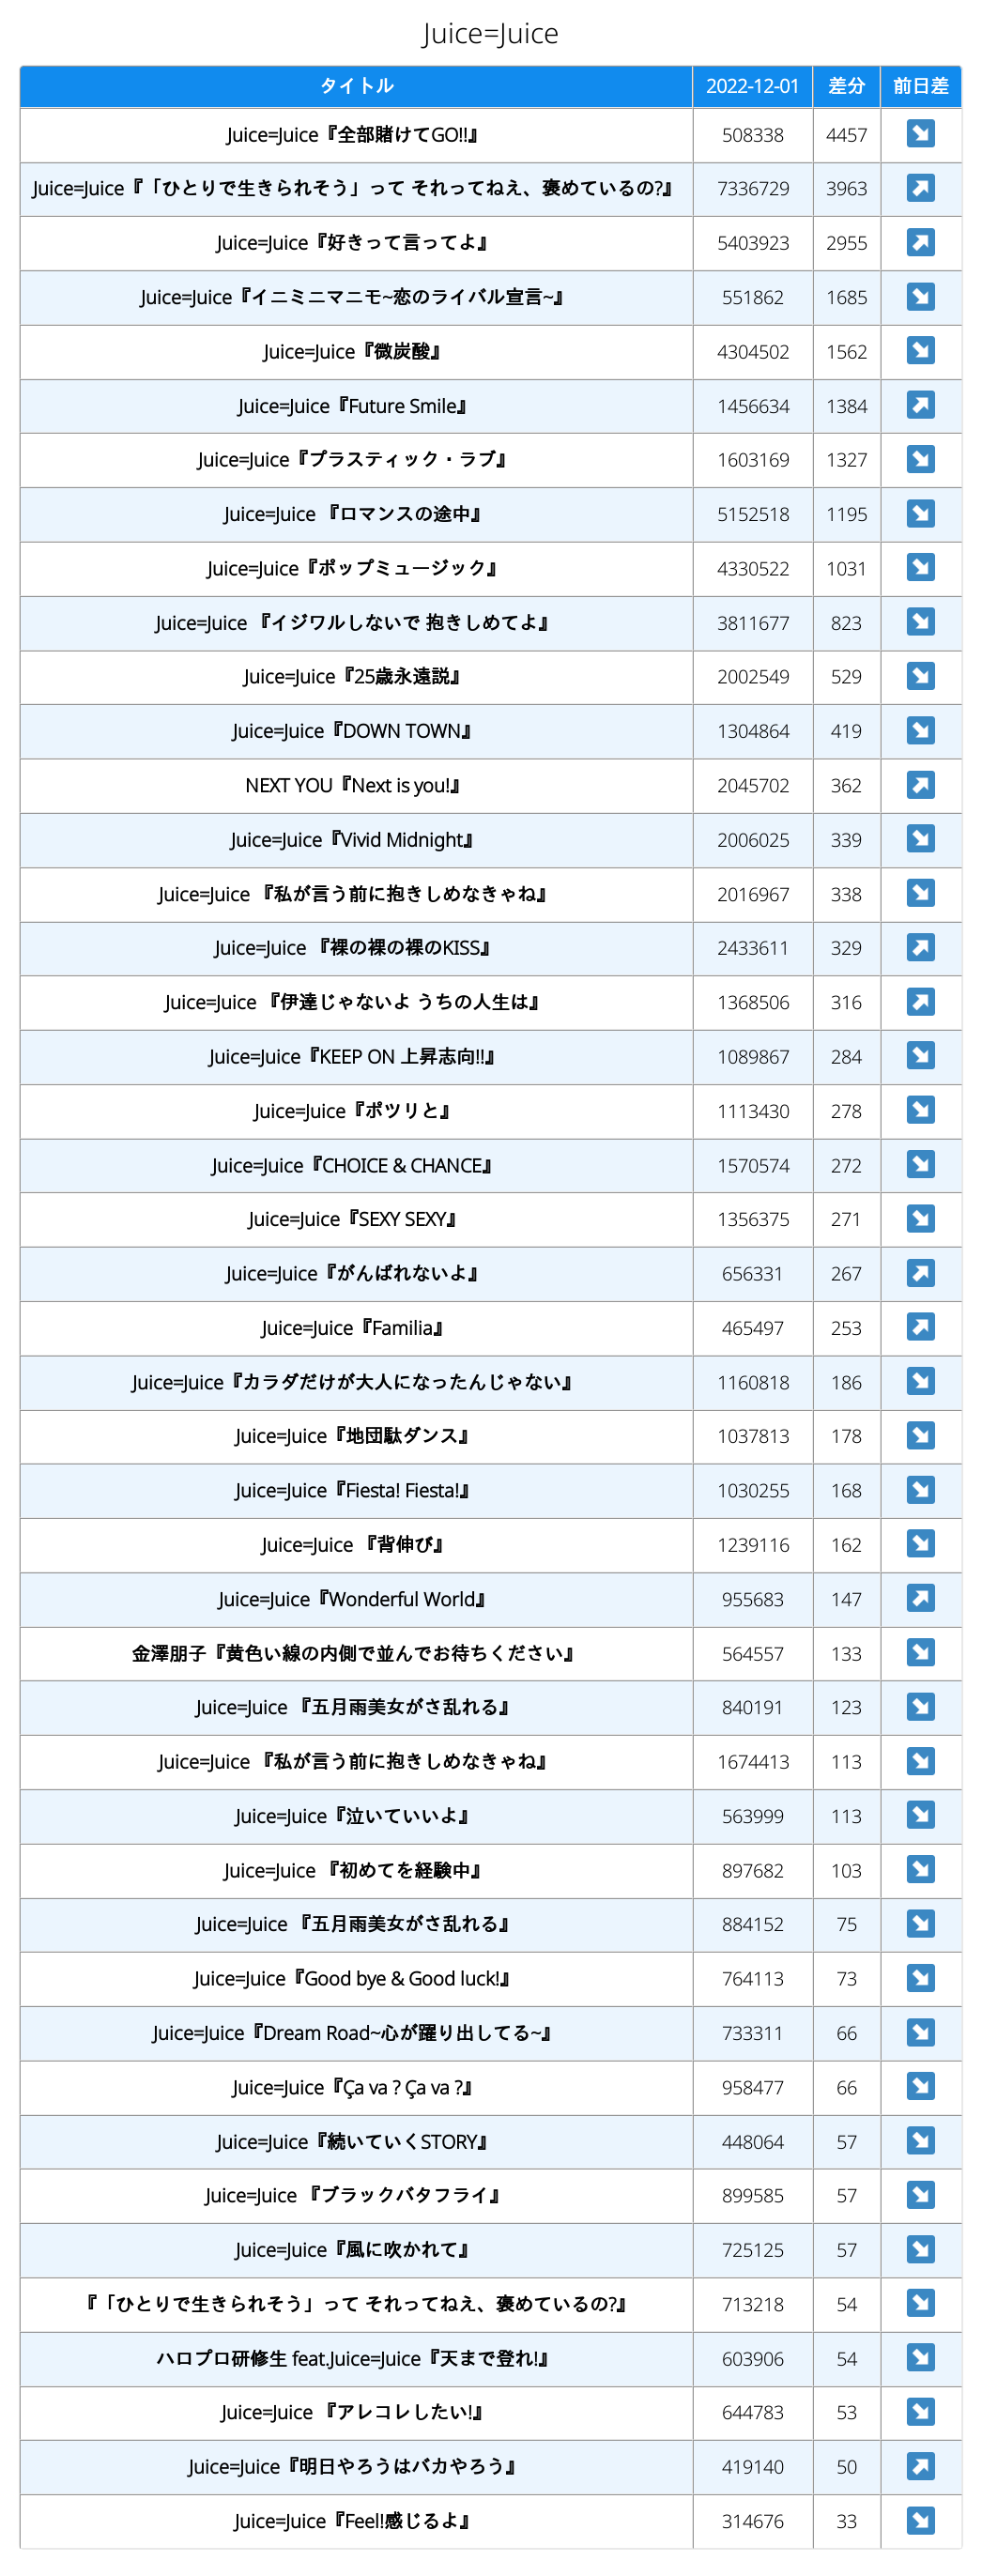 Juice=Juice
タイトル 2022-12-01 差分 前日差
Juice=Juice『全部賭けてGO!!』 508338 4457 ↘
Juice=Juice『「ひとりで生きられそう」って それってねえ、褒めているの?』 7336729 3963 ↗
Juice=Juice『好きって言ってよ』 5403923 2955 ↗
Juice=Juice『イニミニマニモ~恋のライバル宣言~』 551862 1685 ↘
Juice=Juice『微炭酸』 4304502 1562 ↘
Juice=Juice『Future Smile』 1456634 1384 ↗
Juice=Juice『プラスティック・ラブ』 1603169 1327 ↘
Juice=Juice 『ロマンスの途中』 5152518 1195 ↘
Juice=Juice『ポップミュージック』 4330522 1031 ↘
Juice=Juice 『イジワルしないで 抱きしめてよ』 3811677 823 ↘
Juice=Juice『25歳永遠説』 2002549 529 ↘
Juice=Juice『DOWN TOWN』 1304864 419 ↘
NEXT YOU『Next is you!』 2045702 362 ↗
Juice=Juice『Vivid Midnight』 2006025 339 ↘
Juice=Juice 『私が言う前に抱きしめなきゃね』 2016967 338 ↘
Juice=Juice 『裸の裸の裸のKISS』 2433611 329 ↗
Juice=Juice 『伊達じゃないよ うちの人生は』 1368506 316 ↗
Juice=Juice『KEEP ON 上昇志向!!』 1089867 284 ↘
Juice=Juice『ポツリと』 1113430 278 ↘
Juice=Juice『CHOICE & CHANCE』 1570574 272 ↘
Juice=Juice『SEXY SEXY』 1356375 271 ↘
Juice=Juice『がんばれないよ』 656331 267 ↗
Juice=Juice『Familia』 465497 253 ↗
Juice=Juice『カラダだけが大人になったんじゃない』 1160818 186 ↘
Juice=Juice『地団駄ダンス』 1037813 178 ↘
Juice=Juice『Fiesta! Fiesta!』 1030255 168 ↘
Juice=Juice 『背伸び』 1239116 162 ↘
Juice=Juice『Wonderful World』 955683 147 ↗
金澤朋子『黄色い線の内側で並んでお待ちください』 564557 133 ↘
Juice=Juice 『五月雨美女がさ乱れる』 840191 123 ↘
Juice=Juice 『私が言う前に抱きしめなきゃね』 1674413 113 ↘
Juice=Juice『泣いていいよ』 563999 113 ↘
Juice=Juice 『初めてを経験中』 897682 103 ↘
Juice=Juice 『五月雨美女がさ乱れる』 884152 75 ↘
Juice=Juice『Good bye & Good luck!』 764113 73 ↘
Juice=Juice『Dream Road~心が躍り出してる~』 733311 66 ↘
Juice=Juice『Ça va ? Ça va ?』 958477 66 ↘
Juice=Juice『続いていくSTORY』 448064 57 ↘
Juice=Juice 『ブラックバタフライ』 899585 57 ↘
Juice=Juice『風に吹かれて』 725125 57 ↘
『「ひとりで生きられそう」って それってねえ、褒めているの?』 713218 54 ↘
ハロプロ研修生 feat.Juice=Juice『天まで登れ!』 603906 54 ↘
Juice=Juice 『アレコレしたい!』 644783 53 ↘
Juice=Juice『明日やろうはバカやろう』 419140 50 ↗
Juice=Juice『Feel!感じるよ』 314676 33 ↘